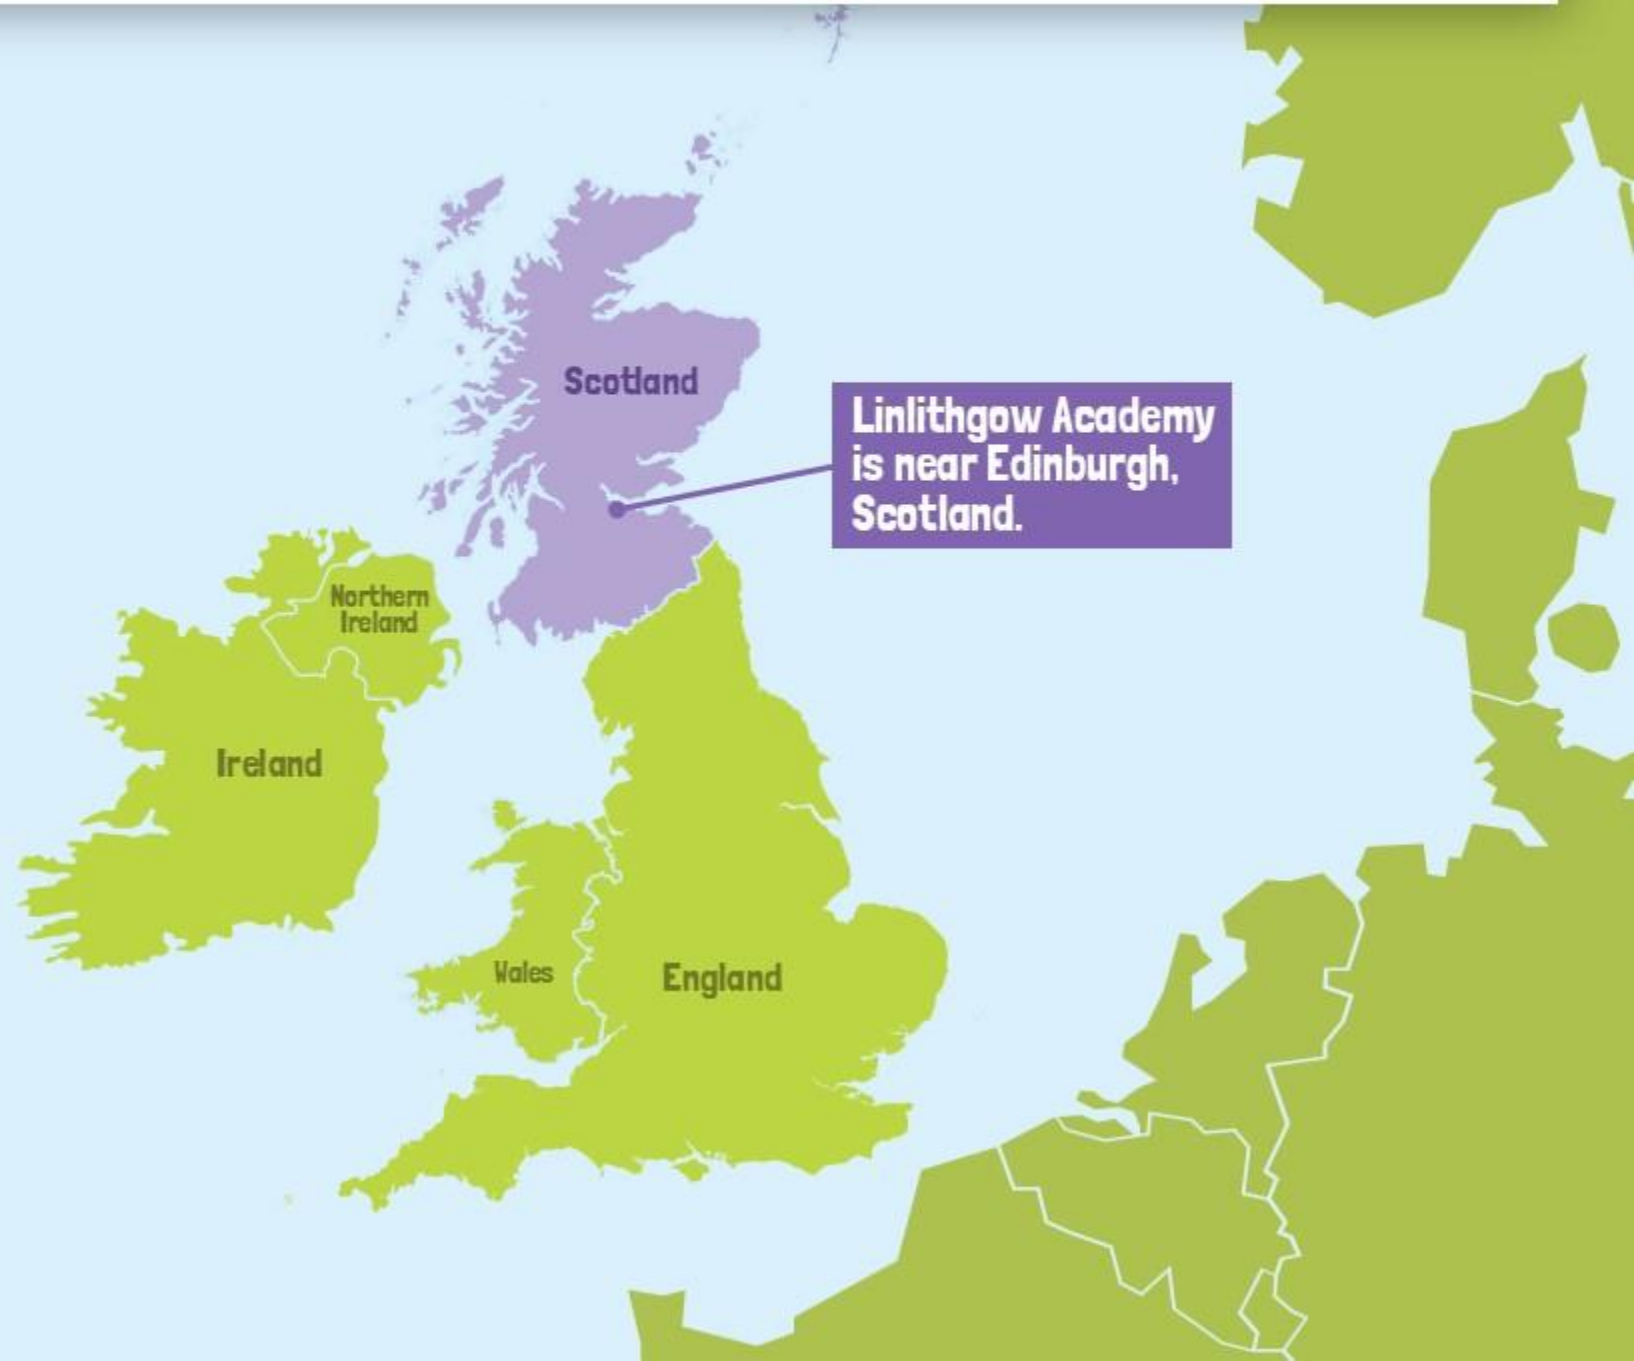 Scotland
Linlithgow Academy
is near Edinburgh,
Scotland.
Northern
Ireland
Ireland
Wales
England